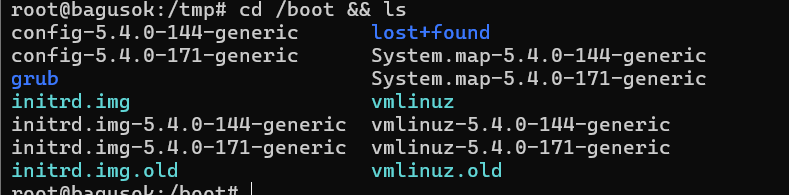 root@bagusok:/tmp# cd /boot && ls
config-5.4.0-144-generic lost+found
config-5.4.0-171-generic System.map-5.4.0-144-generic
grub System.map-5.4.0-171-generic
initrd.img vmlinuz
initrd.img-5.4.0-144-generic vmlinuz-5.4.0-144-generic
initrd.img-5.4.0-171-generic vmlinuz-5.4.0-171-generic
initrd.img.old vmlinuz.old
root@bagusok:/boot#